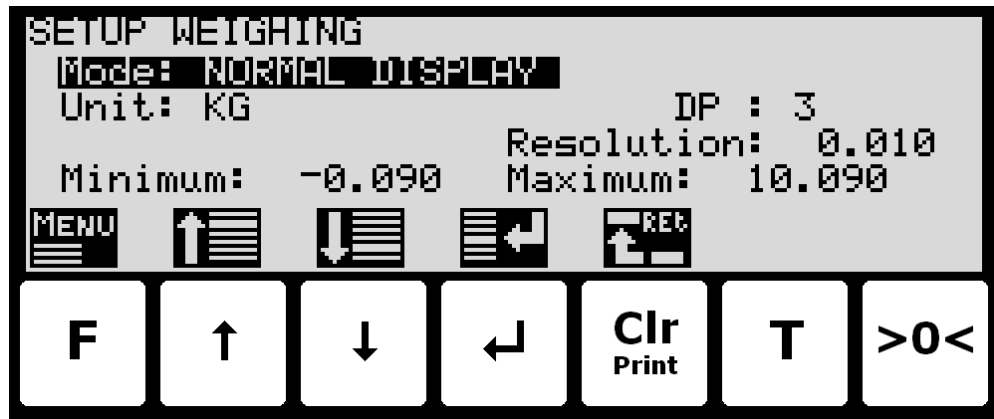 SETUP WEIGHING
Mode: NORMAL DISPLAY
Unit: KG DP : 3
Resolution: 0.010
Minimum: -0.090 Maximum: 10.090
MENU RET
F ↑ ↓ ↵ Clr T >0<
Print